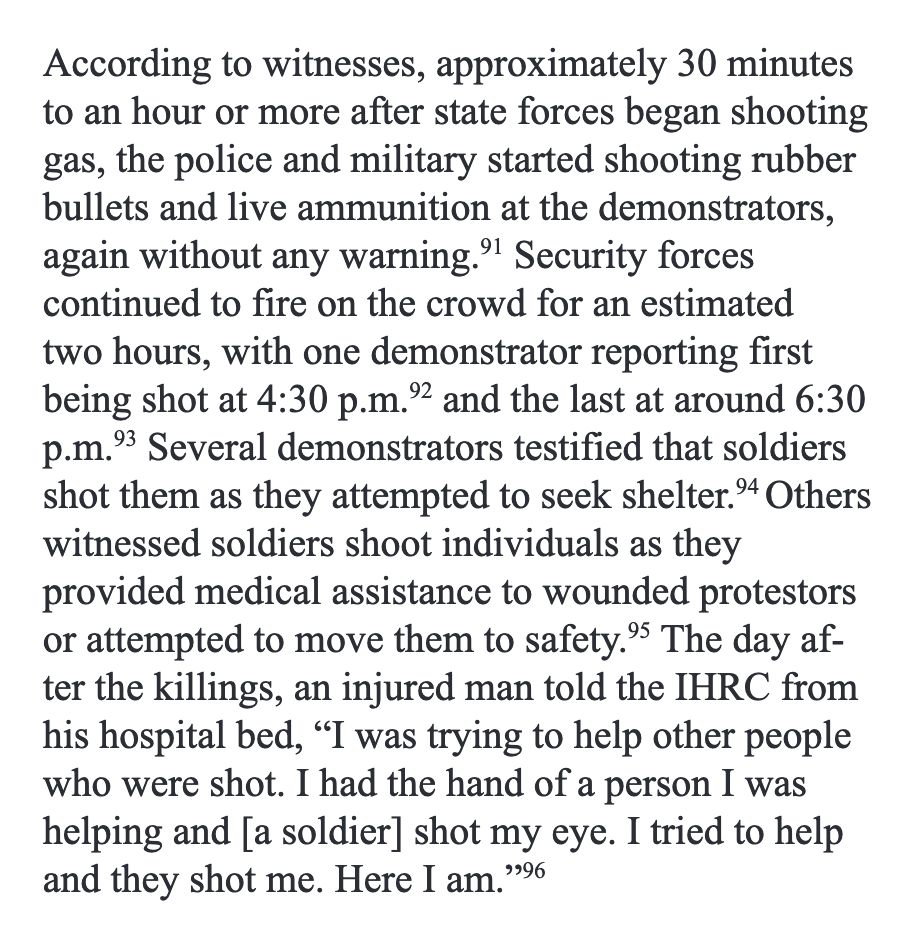 According to witnesses, approximately 30 minutes
to an hour or more after state forces began shooting
gas, the police and military started shooting rubber
bullets and live ammunition at the demonstrators,
again without any warning.⁹¹ Security forces
continued to fire on the crowd for an estimated
two hours, with one demonstrator reporting first
being shot at 4:30 p.m.⁹² and the last at around 6:30
p.m.⁹³ Several demonstrators testified that soldiers
shot them as they attempted to seek shelter.⁹⁴ Others
witnessed soldiers shoot individuals as they
provided medical assistance to wounded protestors
or attempted to move them to safety.⁹⁵ The day af-
ter the killings, an injured man told the IHRC from
his hospital bed, “I was trying to help other people
who were shot. I had the hand of a person I was
helping and [a soldier] shot my eye. I tried to help
and they shot me. Here I am.”⁹⁶